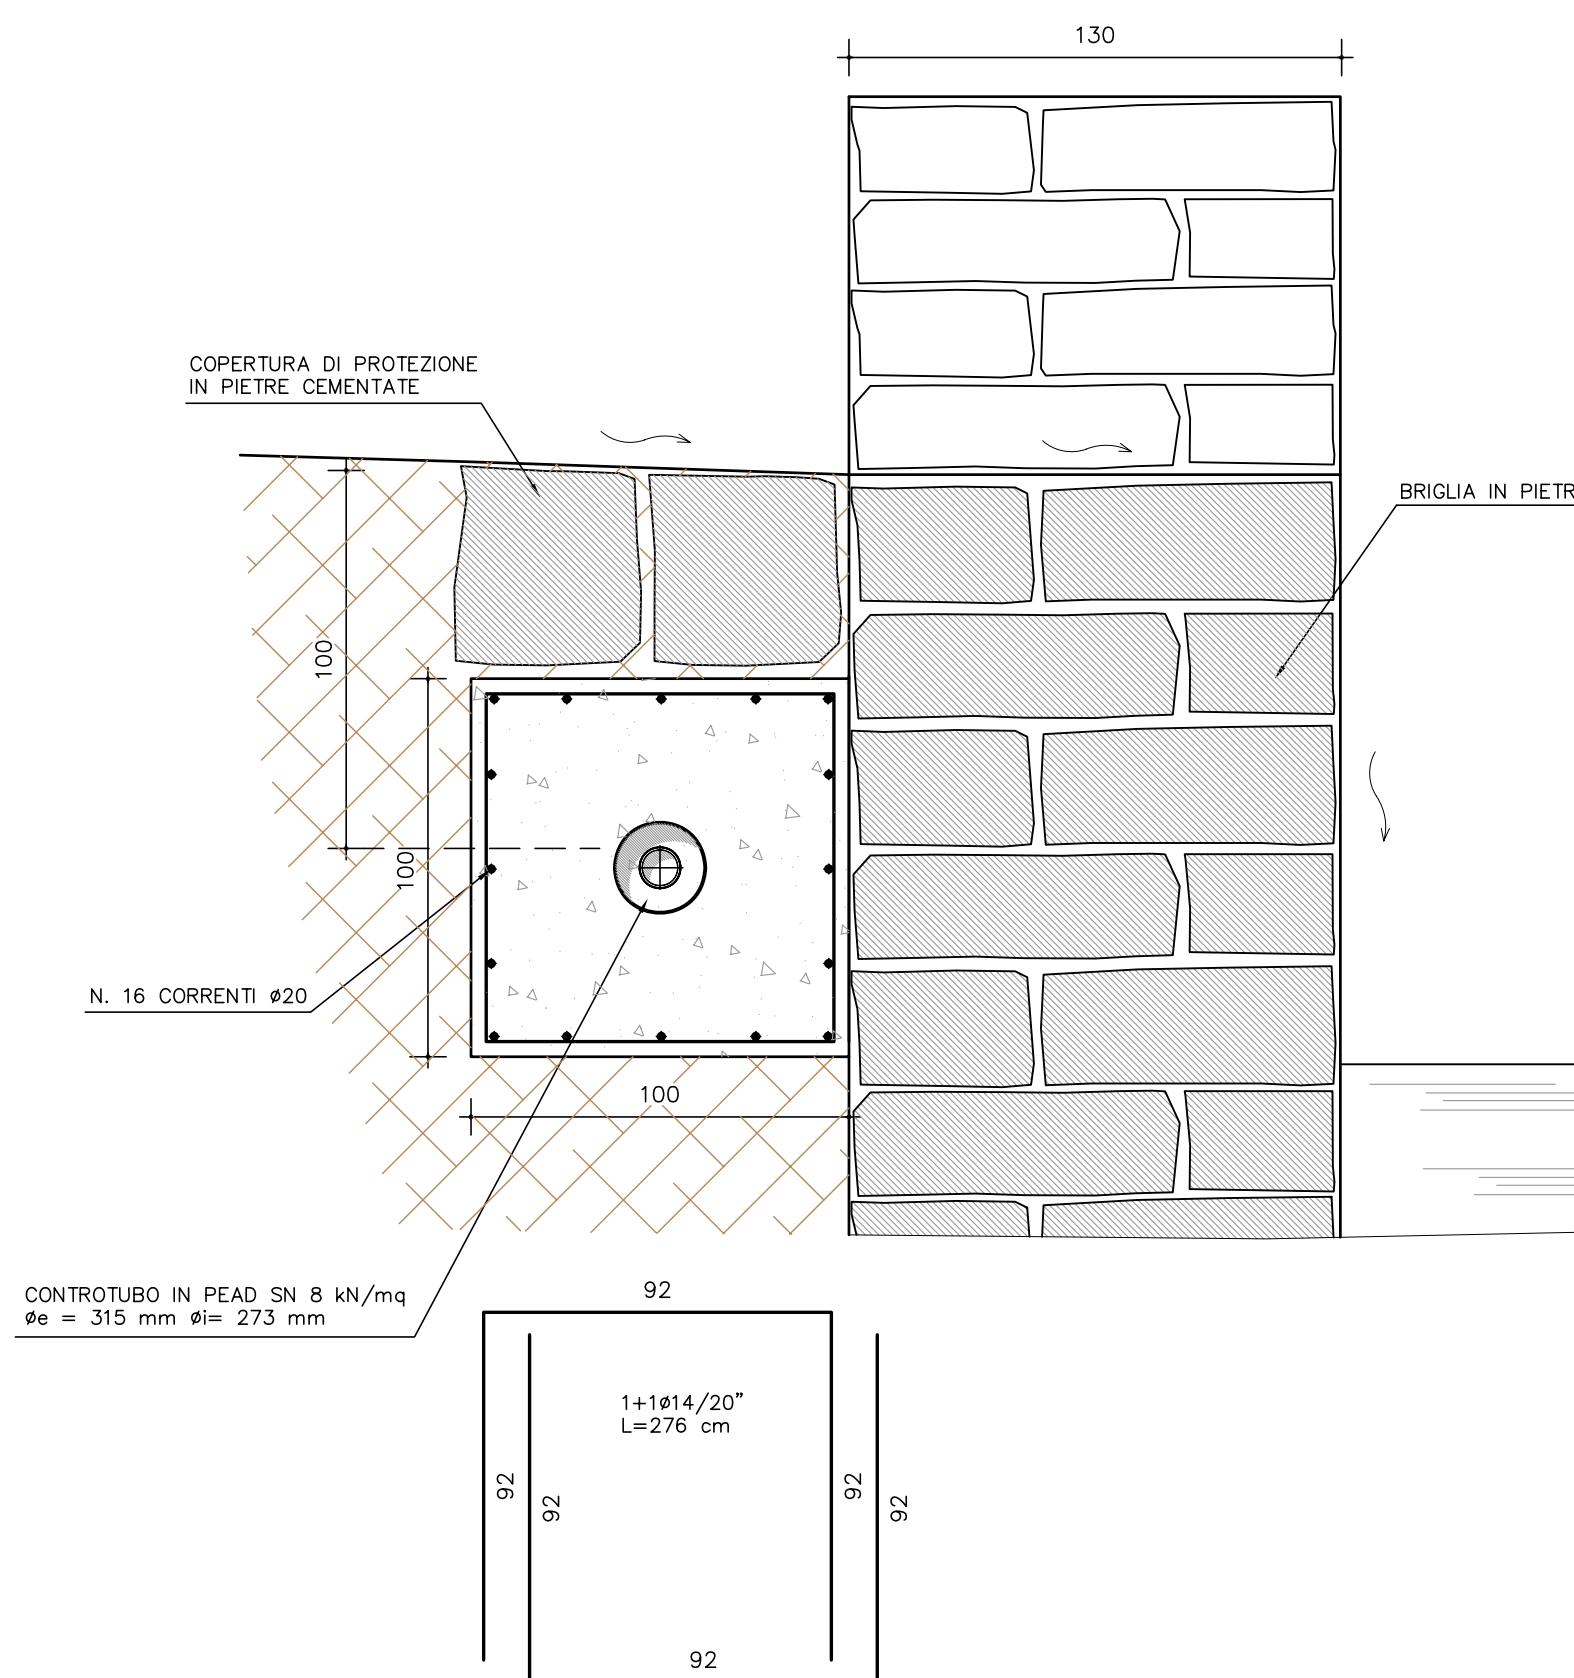 130
COPERTURA DI PROTEZIONE
IN PIETRE CEMENTATE
BRIGLIA IN PIETR
100
100
N. 16 CORRENTI ø20
100
CONTROTUBO IN PEAD SN 8 kN/mq
øe = 315 mm øi= 273 mm
92
1+1ø14/20”
L=276 cm
92
92
92
92
92